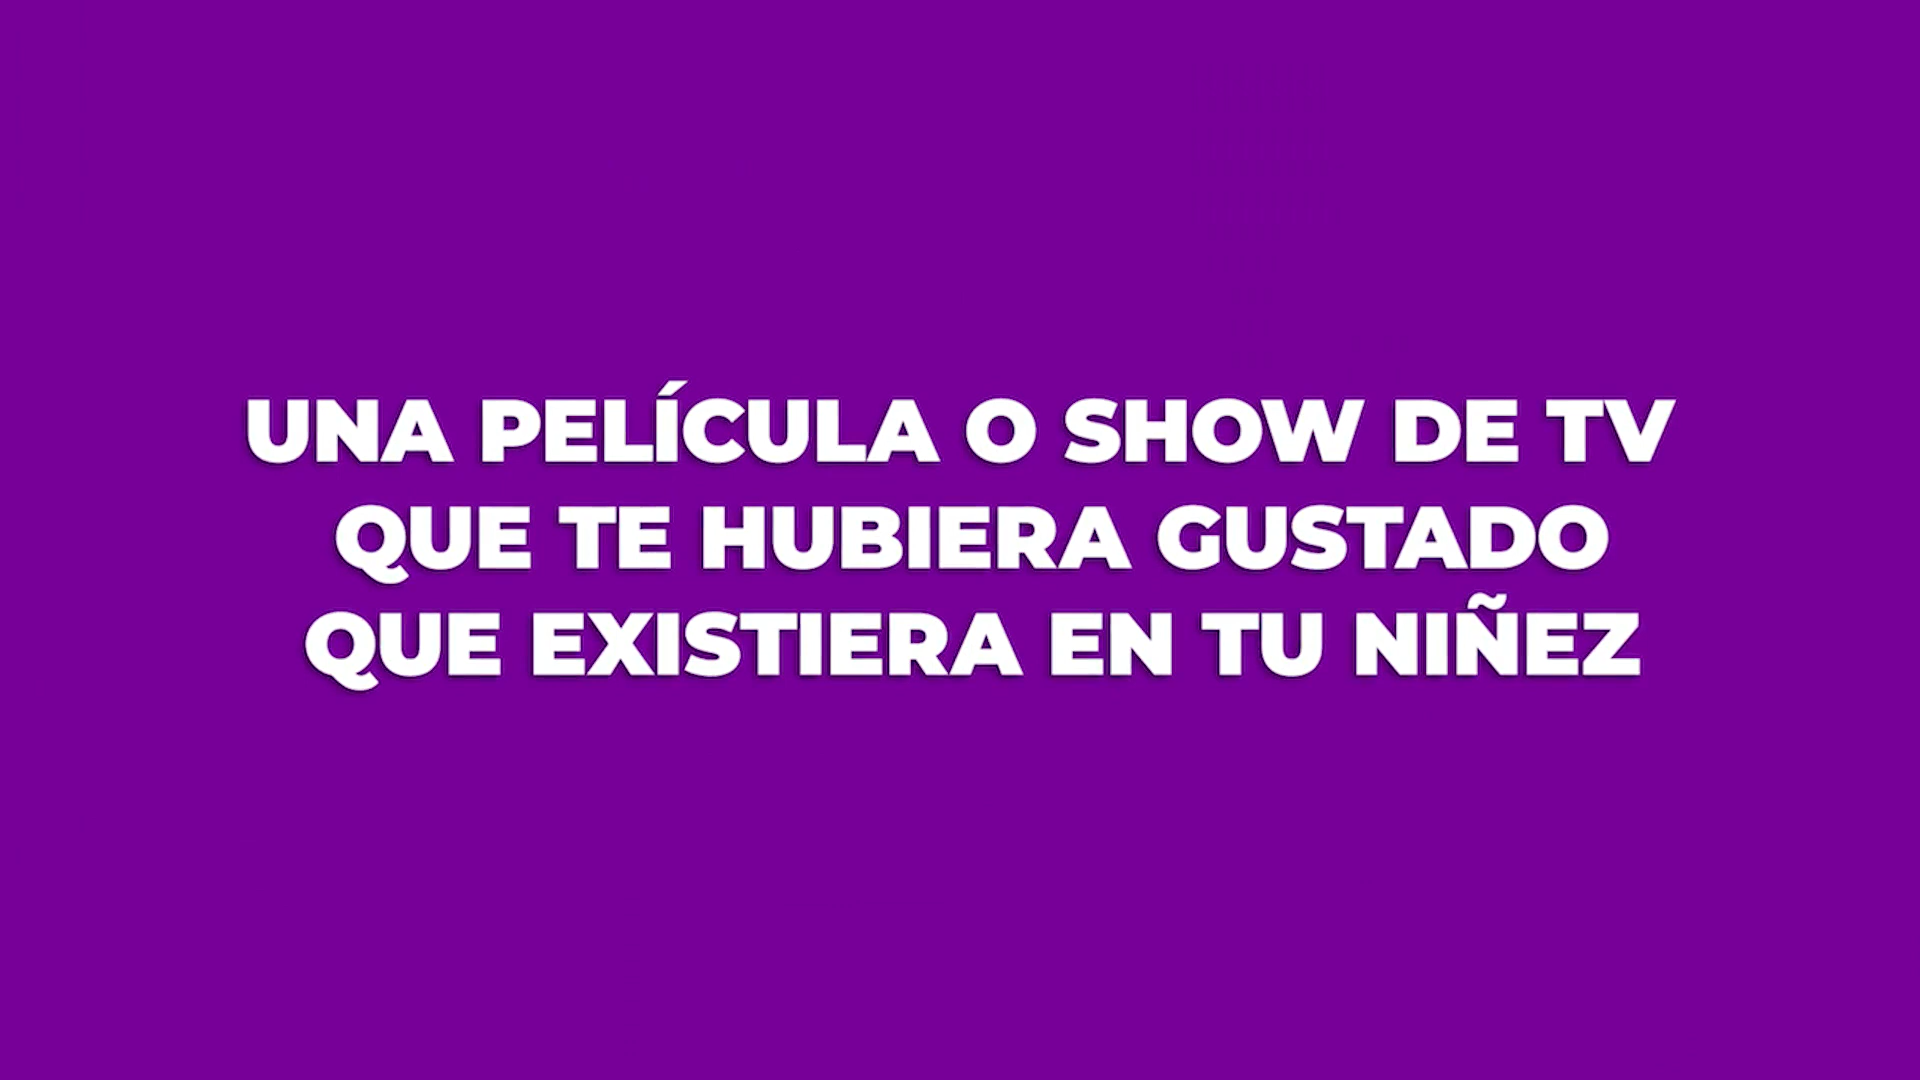 UNA PELÍCULA O SHOW DE TV
QUE TE HUBIERA GUSTADO
QUE EXISTIERA EN TU NIÑEZ